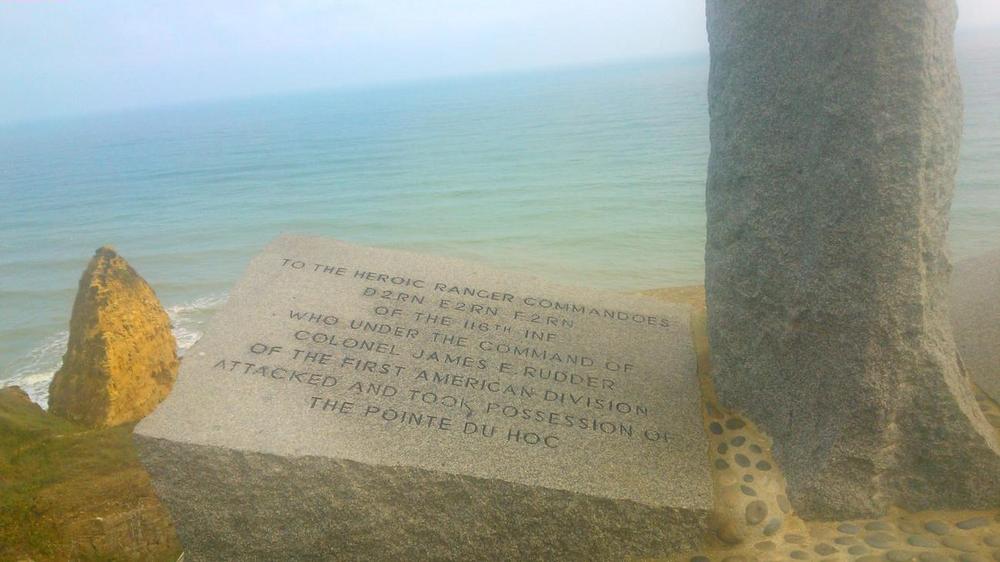 TO THE HEROIC RANGER COMMANDOES
D2RN E2RN F2RN
OF THE 116TH INF
WHO UNDER THE COMMAND OF
COLONEL JAMES E. RUDDER
OF THE FIRST AMERICAN DIVISION
ATTACKED AND TOOK POSSESSION OF
THE POINTE DU HOC